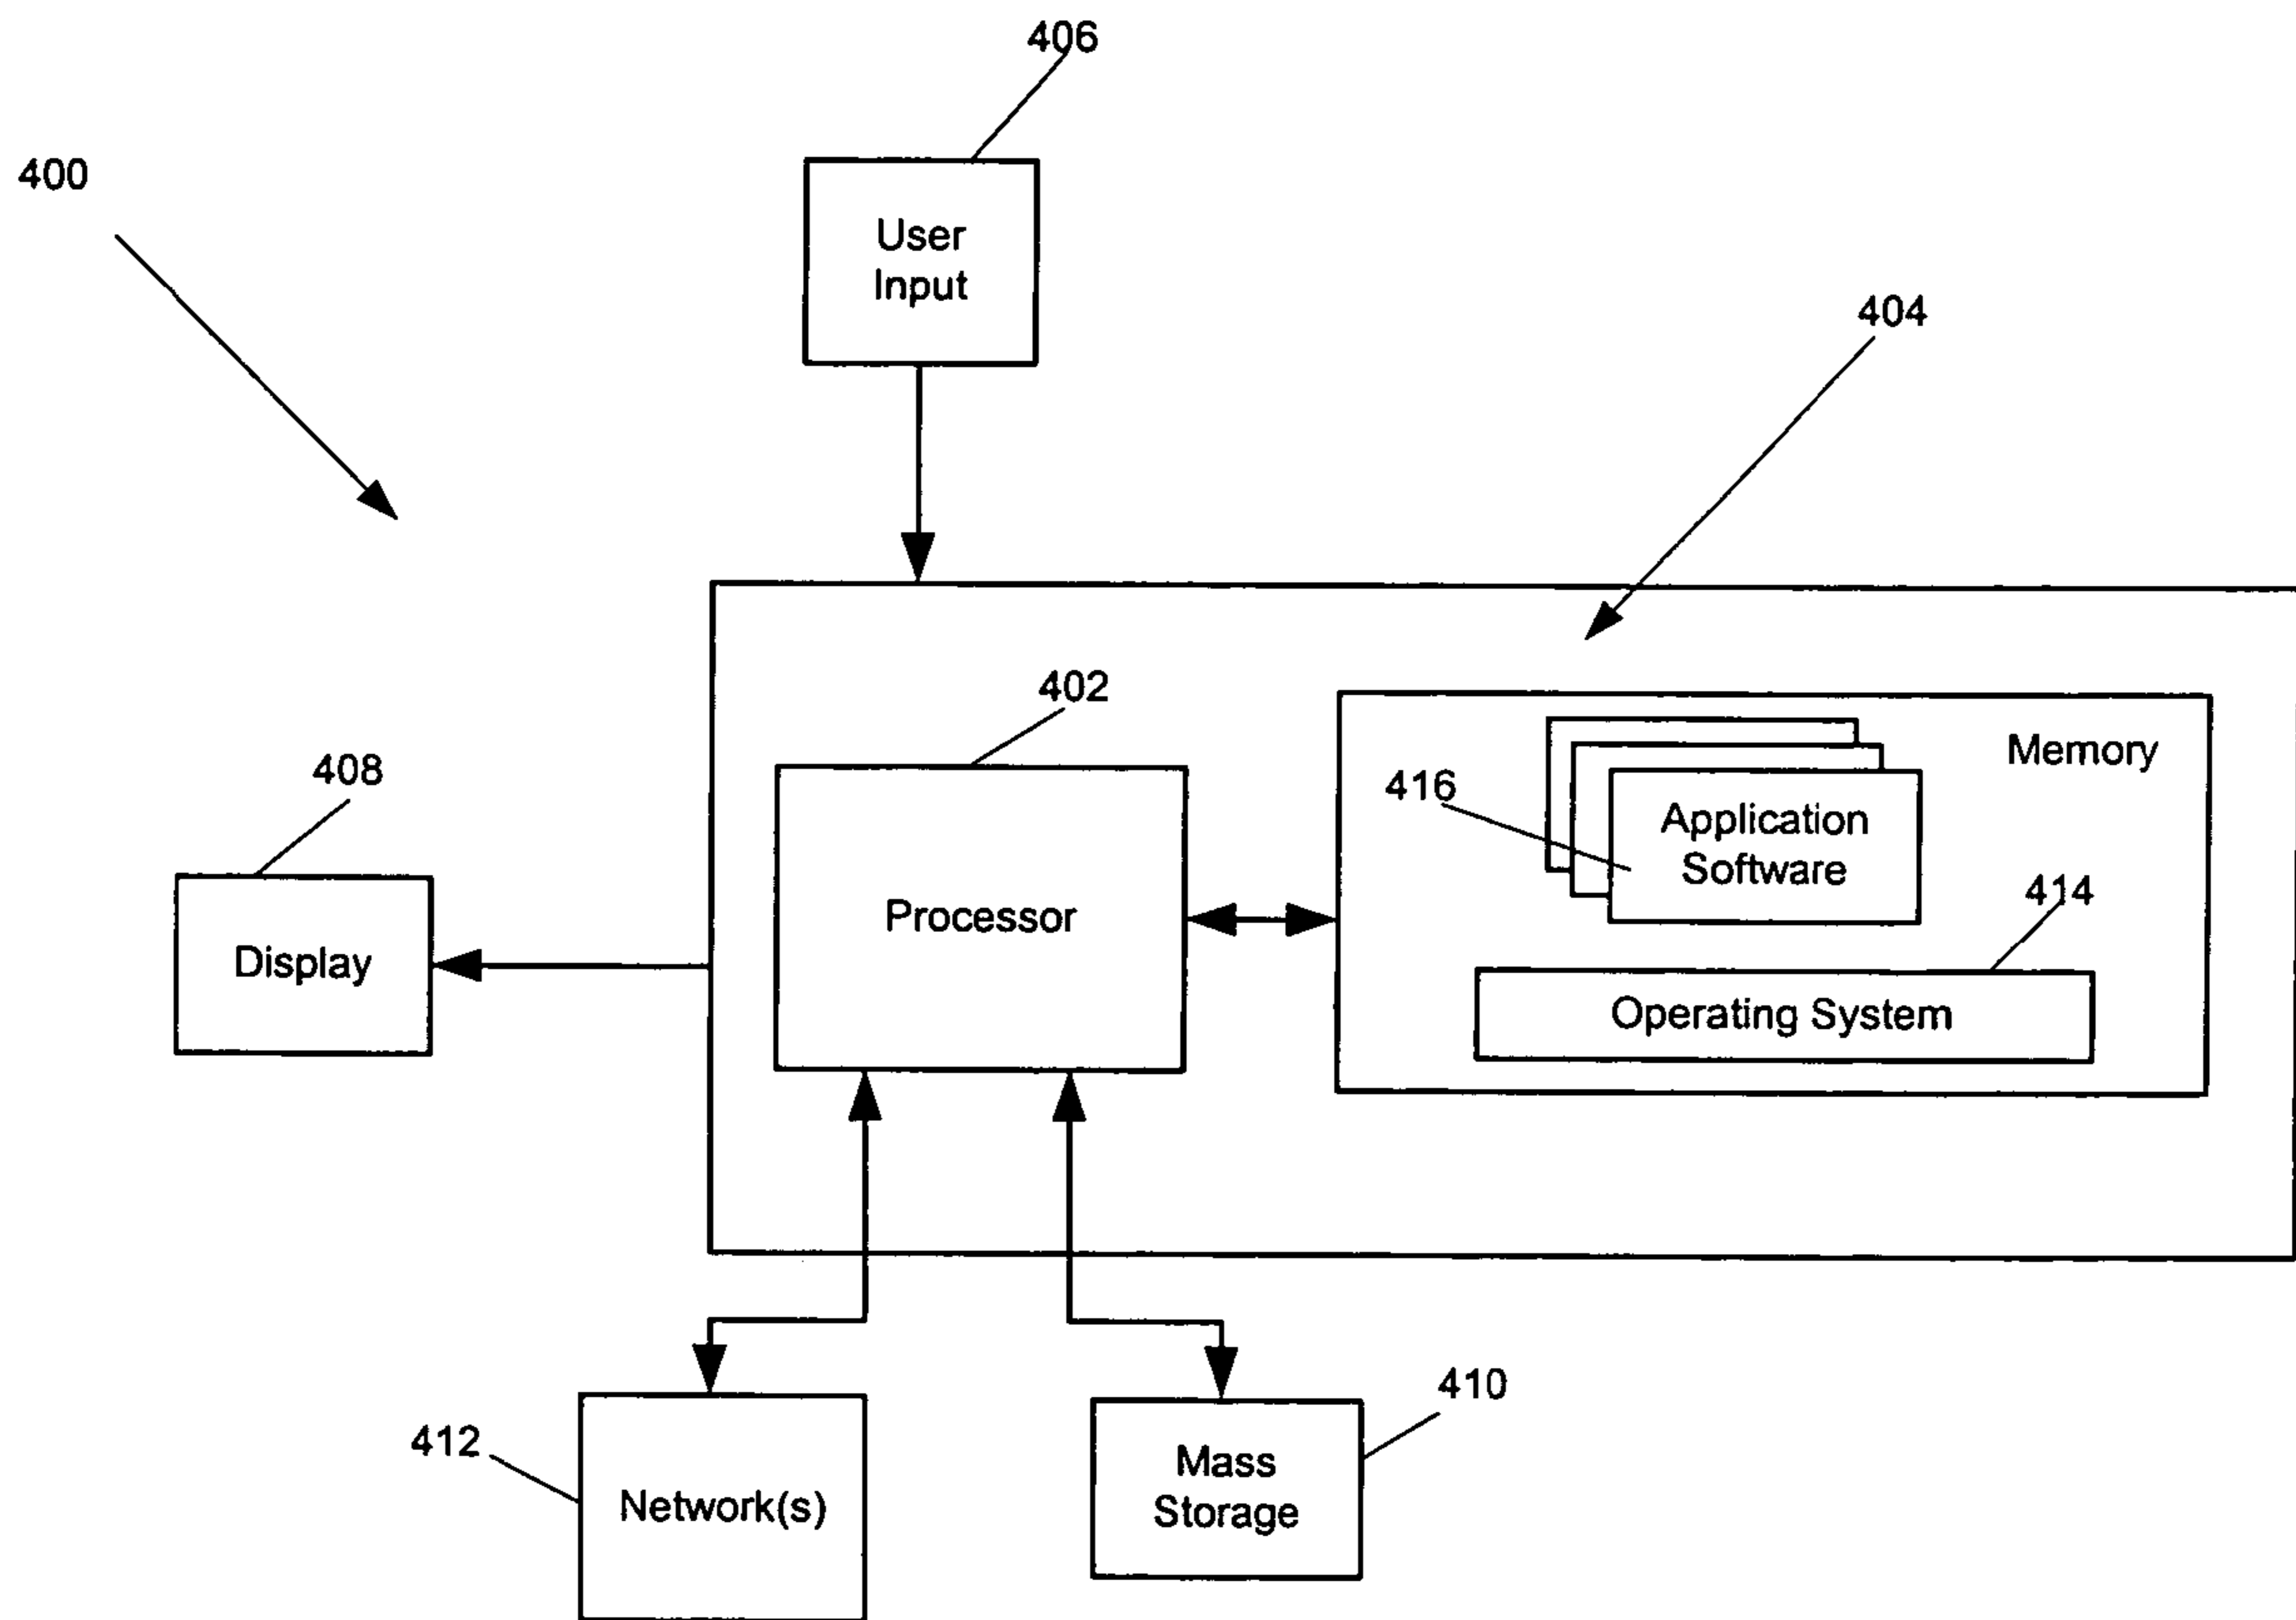 406
400
User
Input
404
402
Memory
408
416
Application
Software
414
Processor
Display
Operating System
410
412
Mass
Storage
Network(s)